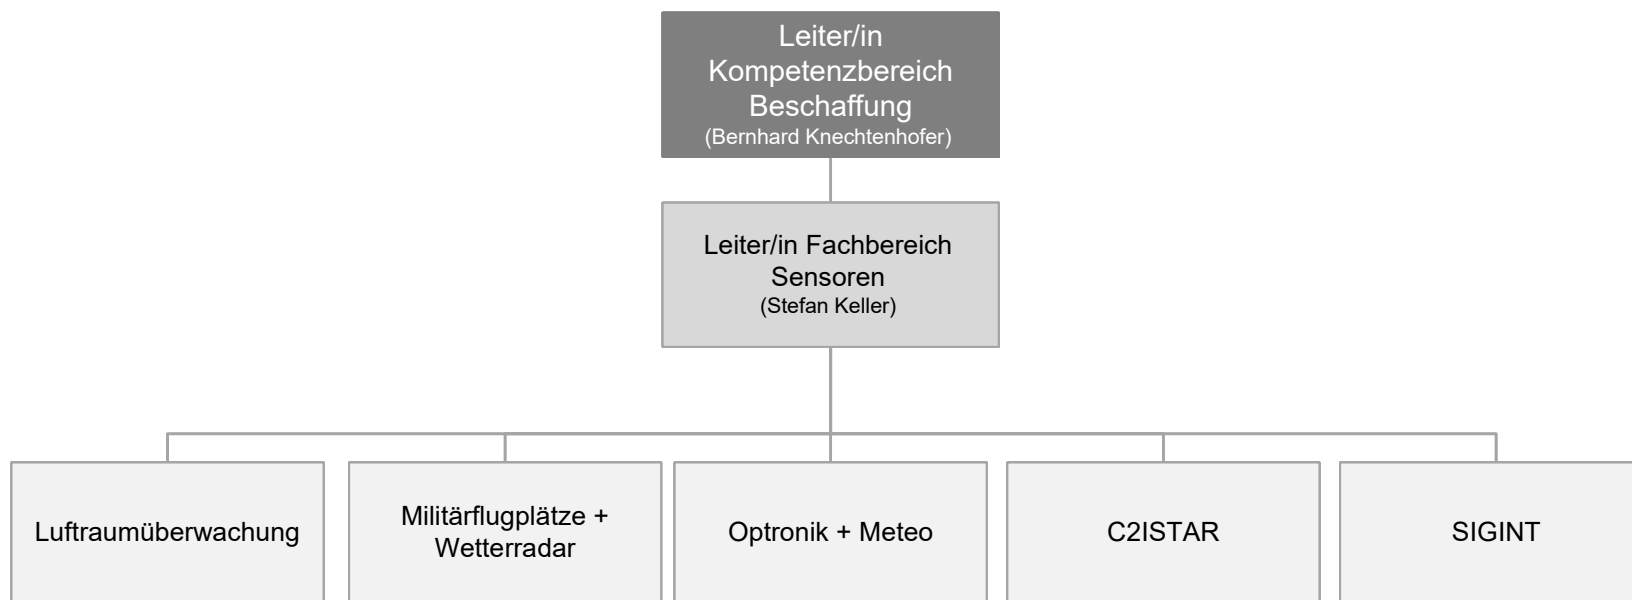 Leiter/in
Kompetenzbereich
Beschaffung
(Bernhard Knechtenhofer)
Leiter/in Fachbereich
Sensoren
(Stefan Keller)
Luftraumüberwachung
Militärflugplätze +
Wetterradar
Optronik + Meteo
C2ISTAR
SIGINT